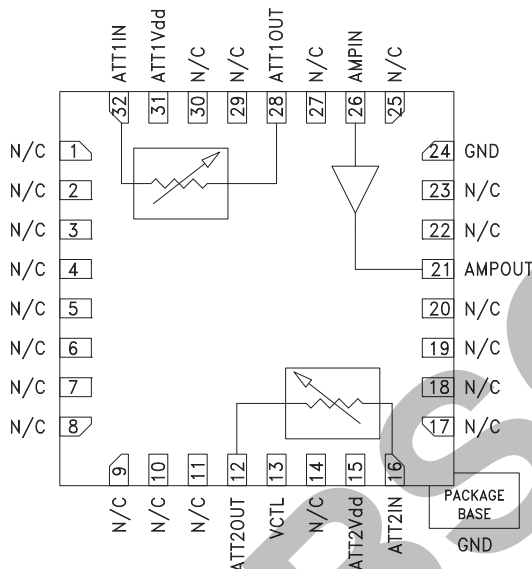 ATT1IN
ATT1Vdd
N/C
N/C
ATT1OUT
N/C
AMPIN
N/C
32
31
30
29
28
27
26
25
N/C 1
N/C 2
N/C 3
N/C 4
N/C 5
N/C 6
N/C 7
N/C 8
24 GND
23 N/C
22 N/C
21 AMPOUT
20 N/C
19 N/C
18 N/C
17 N/C
9
10
11
12
13
14
15
16
N/C
N/C
N/C
ATT2OUT
VCTL
N/C
ATT2Vdd
ATT2IN
PACKAGE
BASE
GND